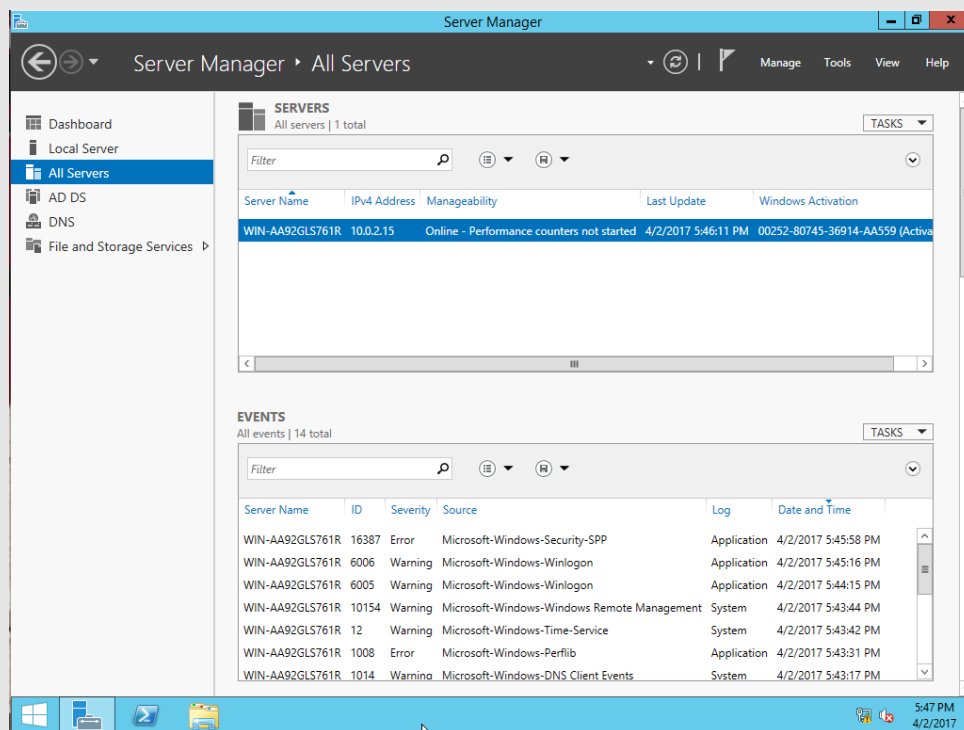 Server Manager
Server Manager ‣ All Servers
Manage Tools View Help
Dashboard
Local Server
All Servers
AD DS
DNS
File and Storage Services
SERVERS
All servers | 1 total
TASKS
Filter
Server Name IPv4 Address Manageability Last Update Windows Activation
WIN-AA92GLS761R 10.0.2.15 Online - Performance counters not started 4/2/2017 5:46:11 PM 00252-80745-36914-AA559 (Activa
EVENTS
All events | 14 total
TASKS
Filter
Server Name ID Severity Source Log Date and Time
WIN-AA92GLS761R 16387 Error Microsoft-Windows-Security-SPP Application 4/2/2017 5:45:58 PM
WIN-AA92GLS761R 6006 Warning Microsoft-Windows-Winlogon Application 4/2/2017 5:45:16 PM
WIN-AA92GLS761R 6005 Warning Microsoft-Windows-Winlogon Application 4/2/2017 5:44:15 PM
WIN-AA92GLS761R 10154 Warning Microsoft-Windows-Windows Remote Management System 4/2/2017 5:43:44 PM
WIN-AA92GLS761R 12 Warning Microsoft-Windows-Time-Service System 4/2/2017 5:43:42 PM
WIN-AA92GLS761R 1008 Error Microsoft-Windows-Perflib Application 4/2/2017 5:43:31 PM
WIN-AA92GLS761R 1014 Warning Microsoft-Windows-DNS Client Events System 4/2/2017 5:43:17 PM
5:47 PM
4/2/2017